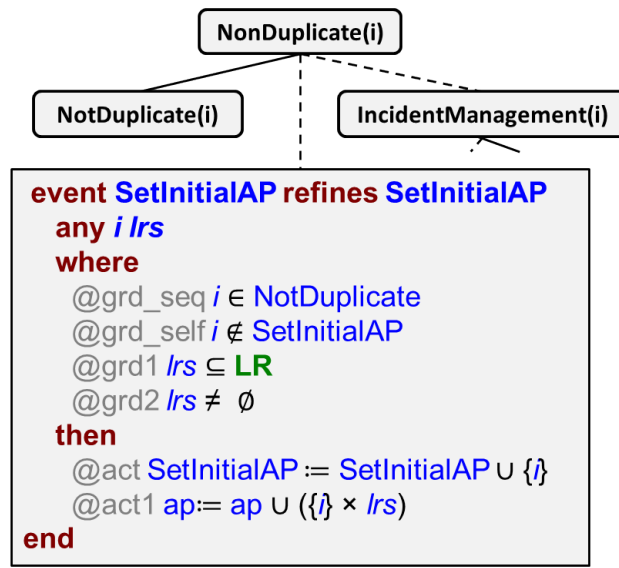 NonDuplicate(i)
NotDuplicate(i) IncidentManagement(i)
event SetInitialAP refines SetInitialAP
any i lrs
where
@grd_seq i ∈ NotDuplicate
@grd_self i ∉ SetInitialAP
@grd1 lrs ⊆ LR
@grd2 lrs ≠ ∅
then
@act SetInitialAP ≔ SetInitialAP ∪ {i}
@act1 ap≔ ap ∪ ({i} × lrs)
end